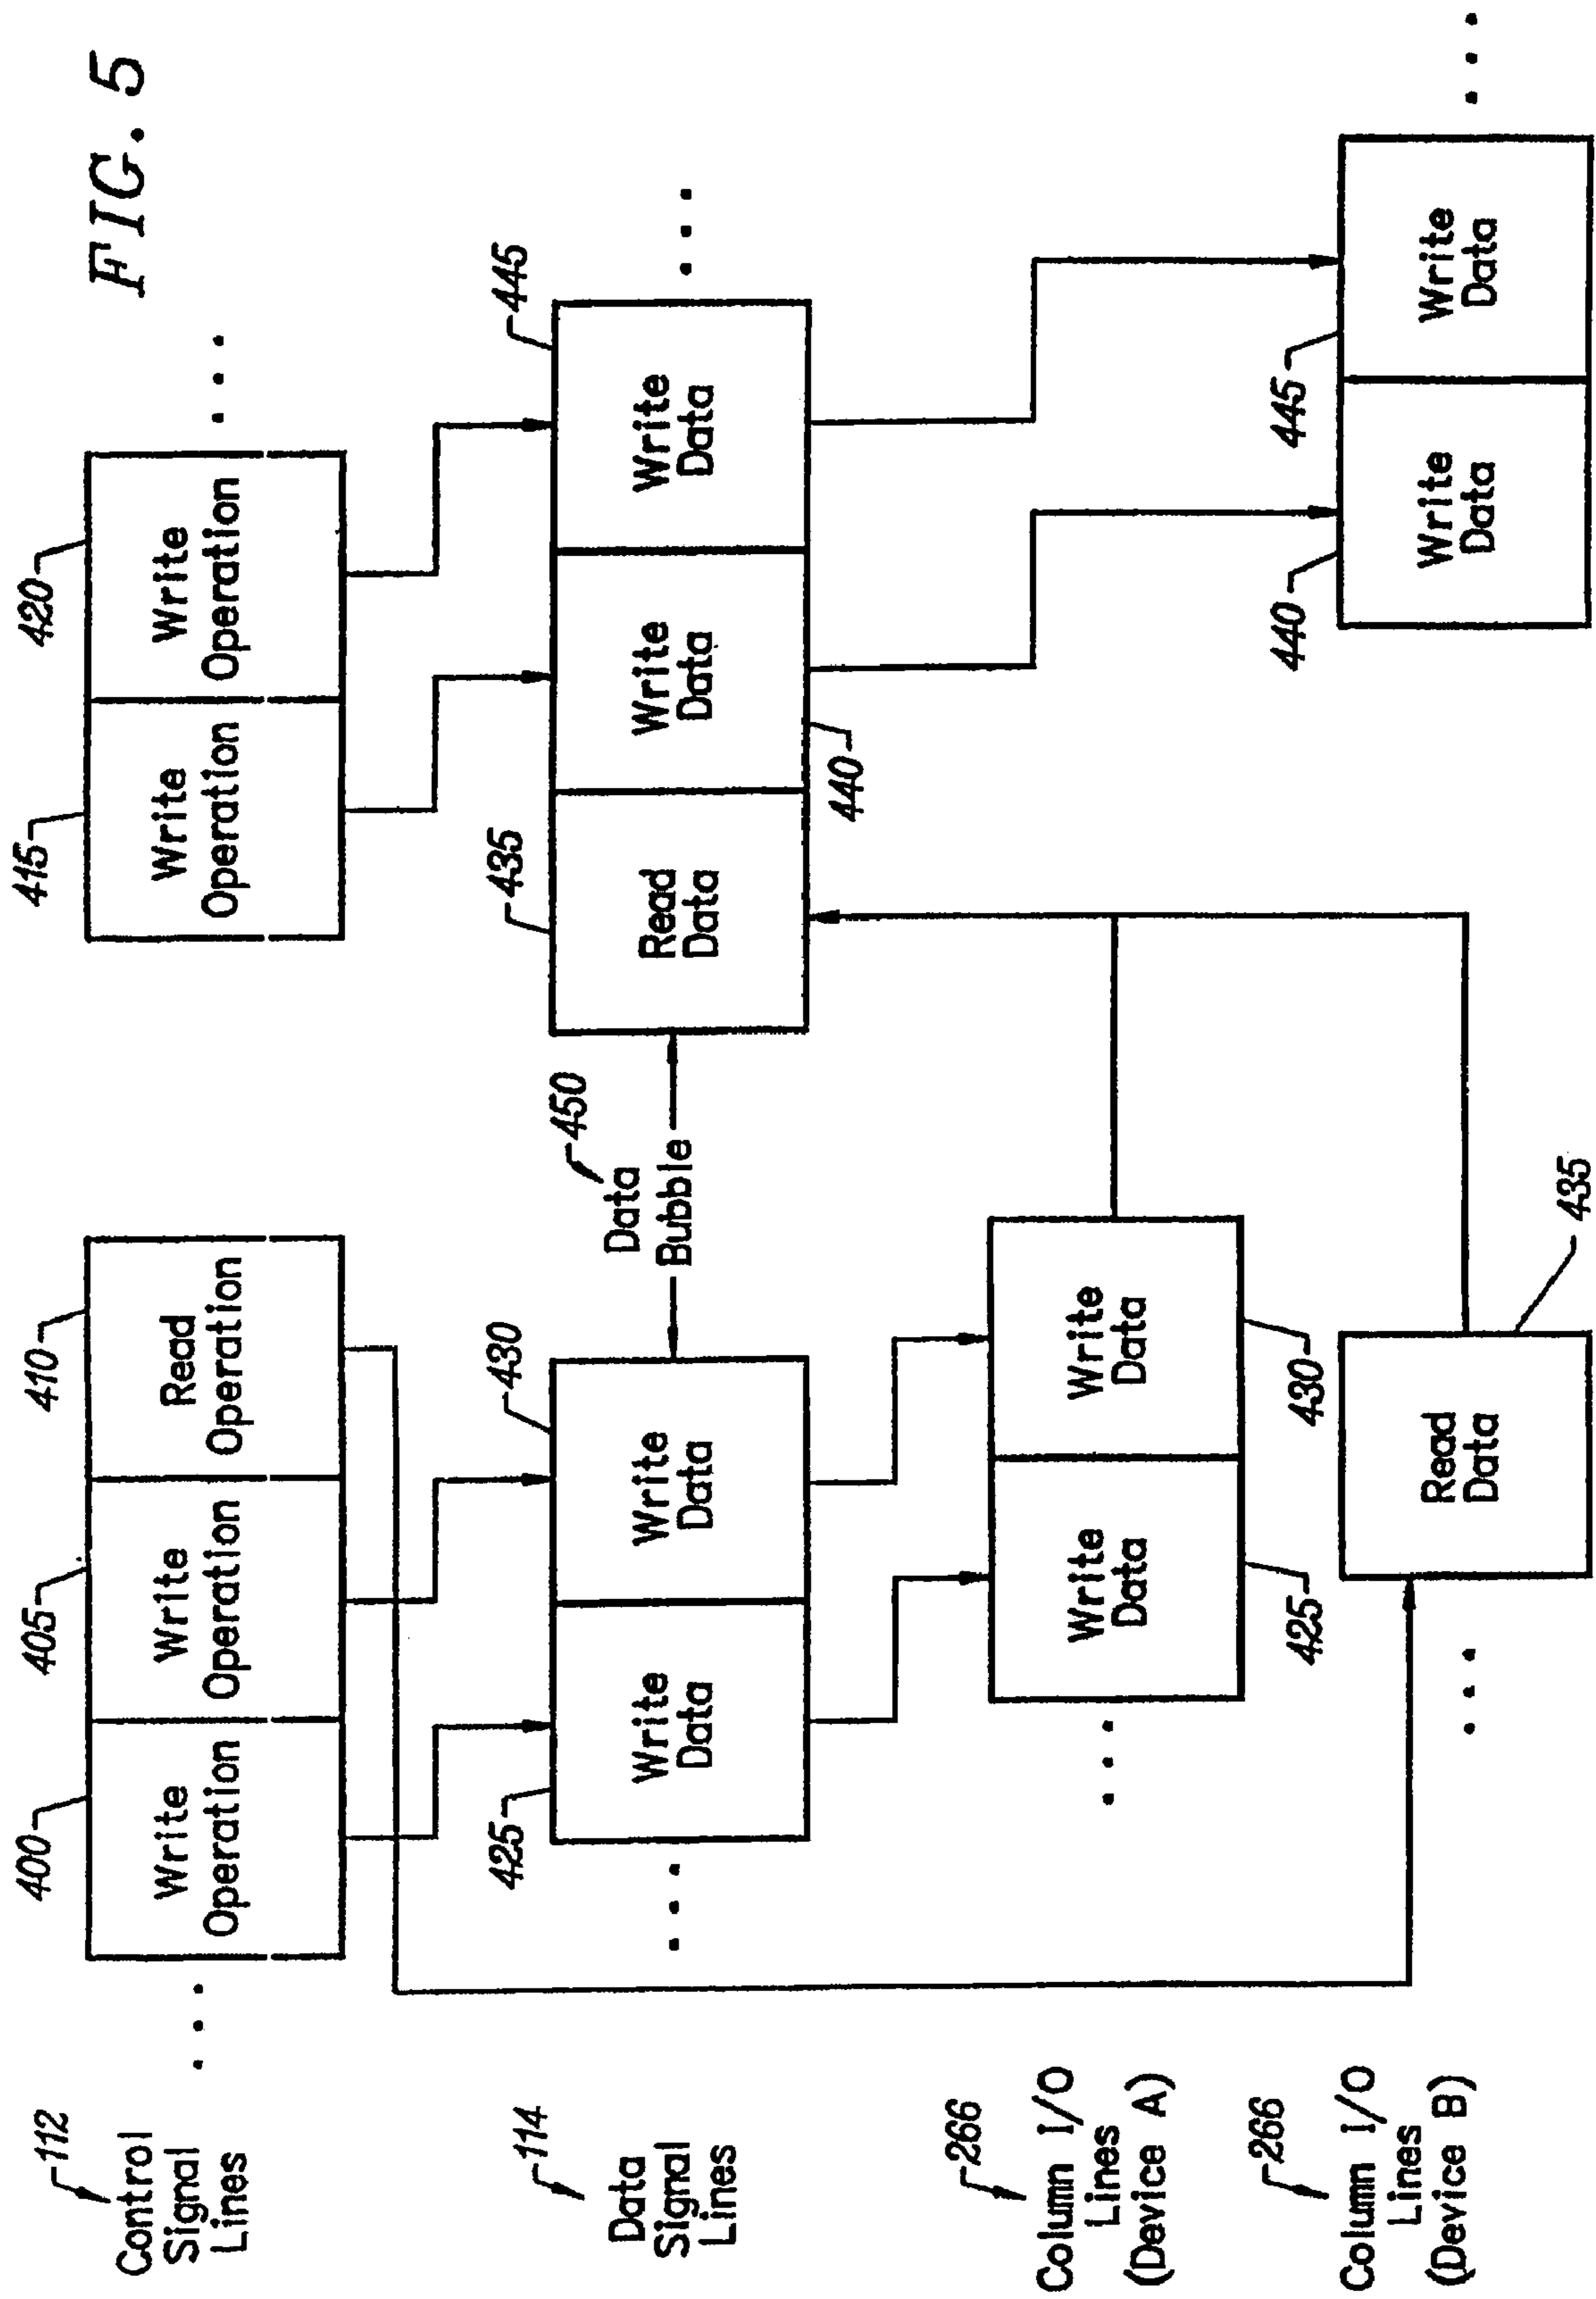 FIG. 5
112
Control
Signal
Lines
. . .
400
Write
Operation
405
Write
Operation
410
Read
Operation
415
Write
Operation
420
Write
Operation
. . .
114
Data
Signal
Lines
. . .
425
Write
Data
430
Write
Data
450
Data
Bubble
435
Read
Data
440
Write
Data
445
Write
Data
. . .
266
Column I/O
Lines
(Device A)
. . .
425
Write
Data
430
Write
Data
266
Column I/O
Lines
(Device B)
. . .
435
Read
Data
440
Write
Data
445
Write
Data
. . .